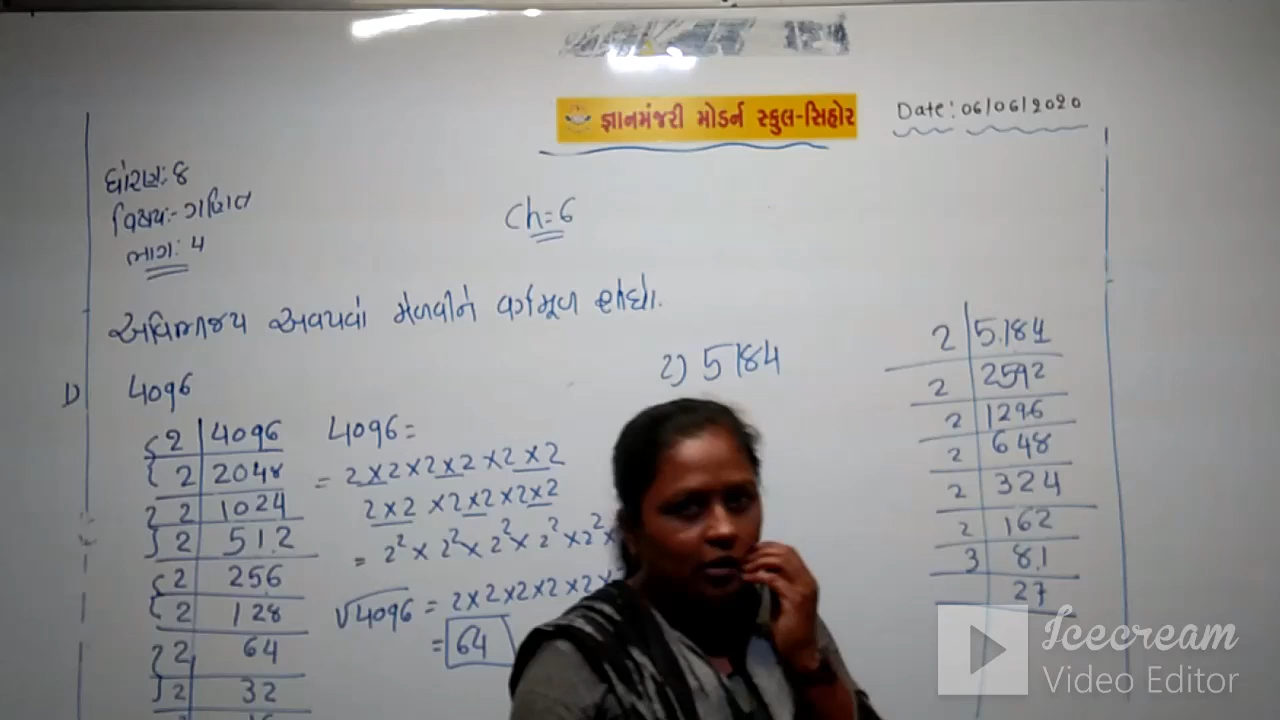 જ્ઞાનમંજરી મોડર્ન સ્કુલ-સિહોર
Date: 06/06/2020
ધોરણ: ૮
વિષય:- ગણિત
ભાગ: ૫
Ch=6
અવિભાજ્ય અવયવો મેળવીને વર્ગમૂળ શોધો.
1) 4096
2 | 4096
2 | 2048
2 | 1024
2 | 512
2 | 256
2 | 128
2 | 64
2 | 32
4096=
= 2×2×2×2×2×2
2×2×2×2×2×2
= 2²×2²×2²×2²×2²×
√4096 = 2×2×2×2×2×
= 64
2) 5184
2 | 5184
2 | 2592
2 | 1296
2 | 648
2 | 324
2 | 162
3 | 81
27
Icecream
Video Editor